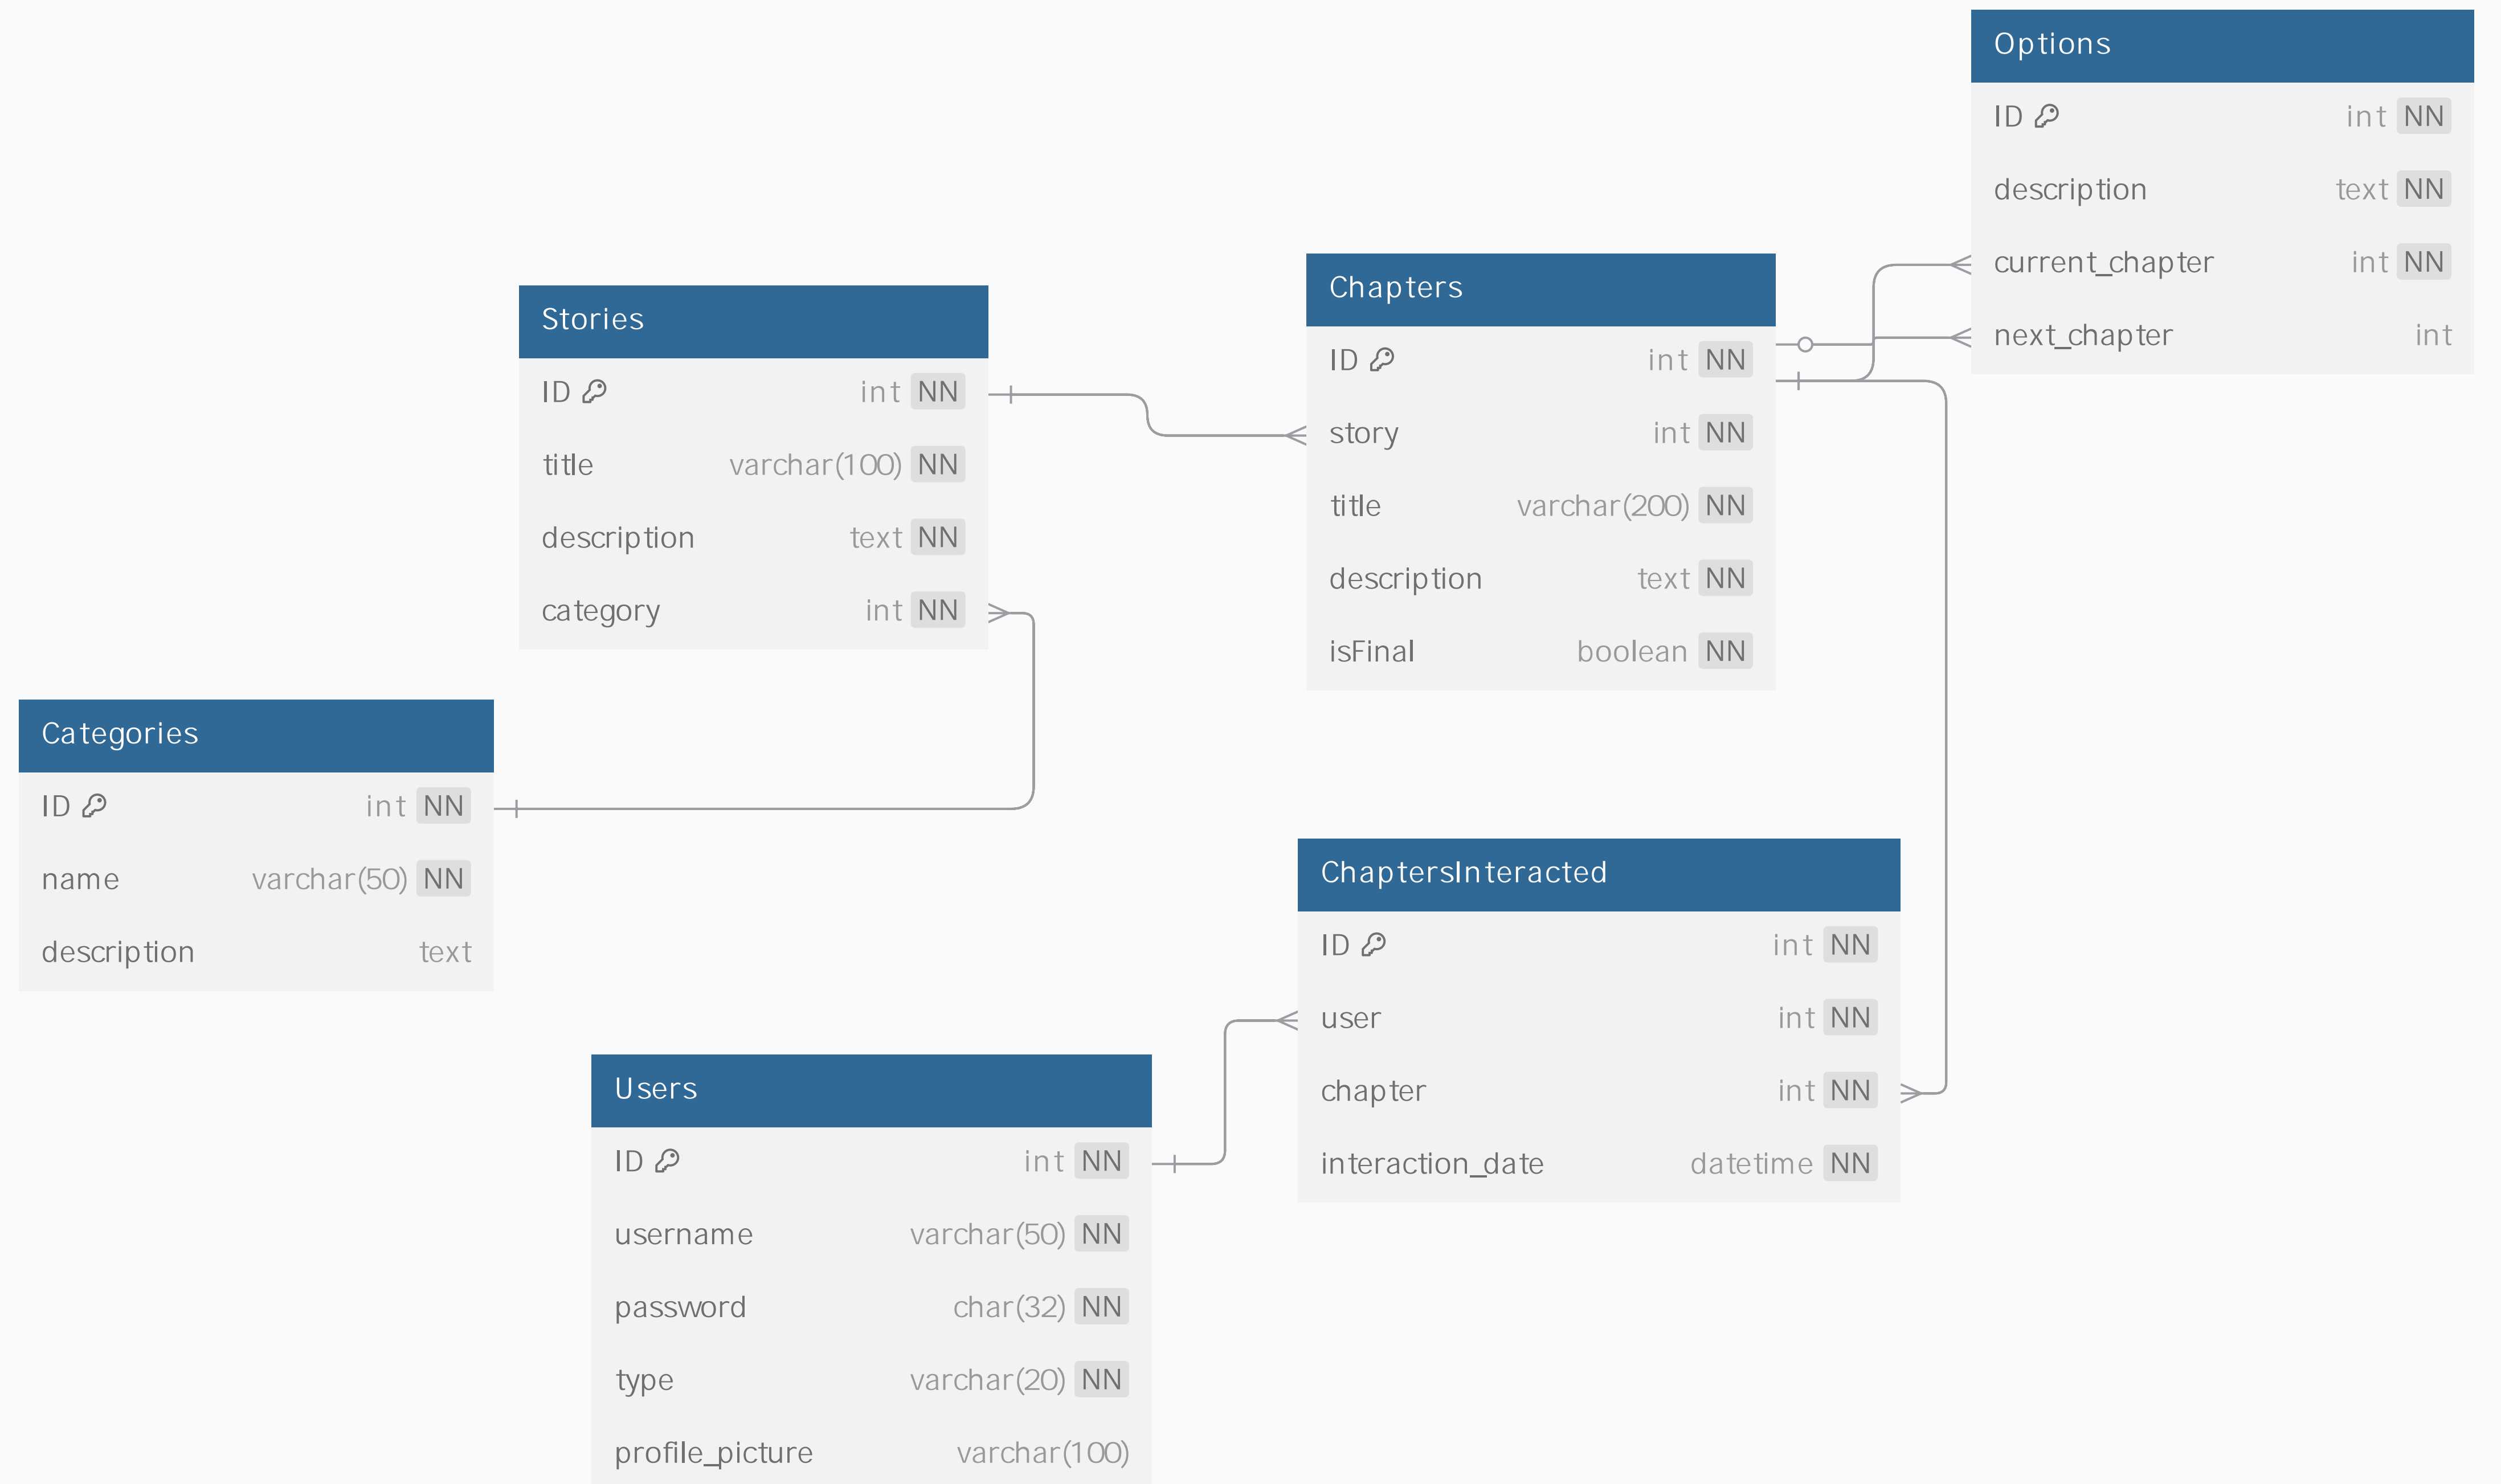 Options
ID int NN
description text NN
current_chapter int NN
next_chapter int
Chapters
ID int NN
story int NN
title varchar(200) NN
description text NN
isFinal boolean NN
Stories
ID int NN
title varchar(100) NN
description text NN
category int NN
Categories
ID int NN
name varchar(50) NN
description text
ChaptersInteracted
ID int NN
user int NN
chapter int NN
interaction_date datetime NN
Users
ID int NN
username varchar(50) NN
password char(32) NN
type varchar(20) NN
profile_picture varchar(100)